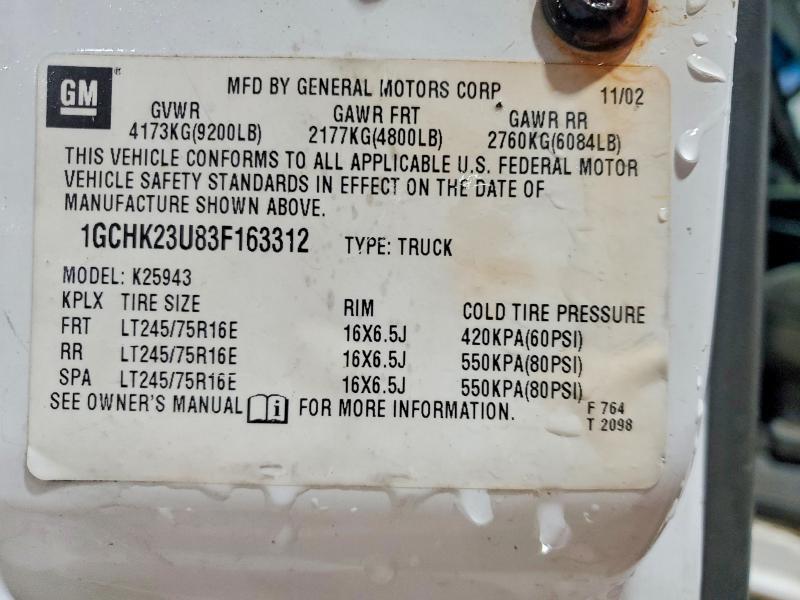 GM
MFD BY GENERAL MOTORS CORP 11/02
GVWR GAWR FRT GAWR RR
4173KG(9200LB) 2177KG(4800LB) 2760KG(6084LB)
THIS VEHICLE CONFORMS TO ALL APPLICABLE U.S. FEDERAL MOTOR
VEHICLE SAFETY STANDARDS IN EFFECT ON THE DATE OF
MANUFACTURE SHOWN ABOVE.
1GCHK23U83F163312 TYPE: TRUCK
MODEL: K25943
KPLX TIRE SIZE RIM COLD TIRE PRESSURE
FRT LT245/75R16E 16X6.5J 420KPA(60PSI)
RR LT245/75R16E 16X6.5J 550KPA(80PSI)
SPA LT245/75R16E 16X6.5J 550KPA(80PSI)
SEE OWNER'S MANUAL i FOR MORE INFORMATION.
F 764
T 2098